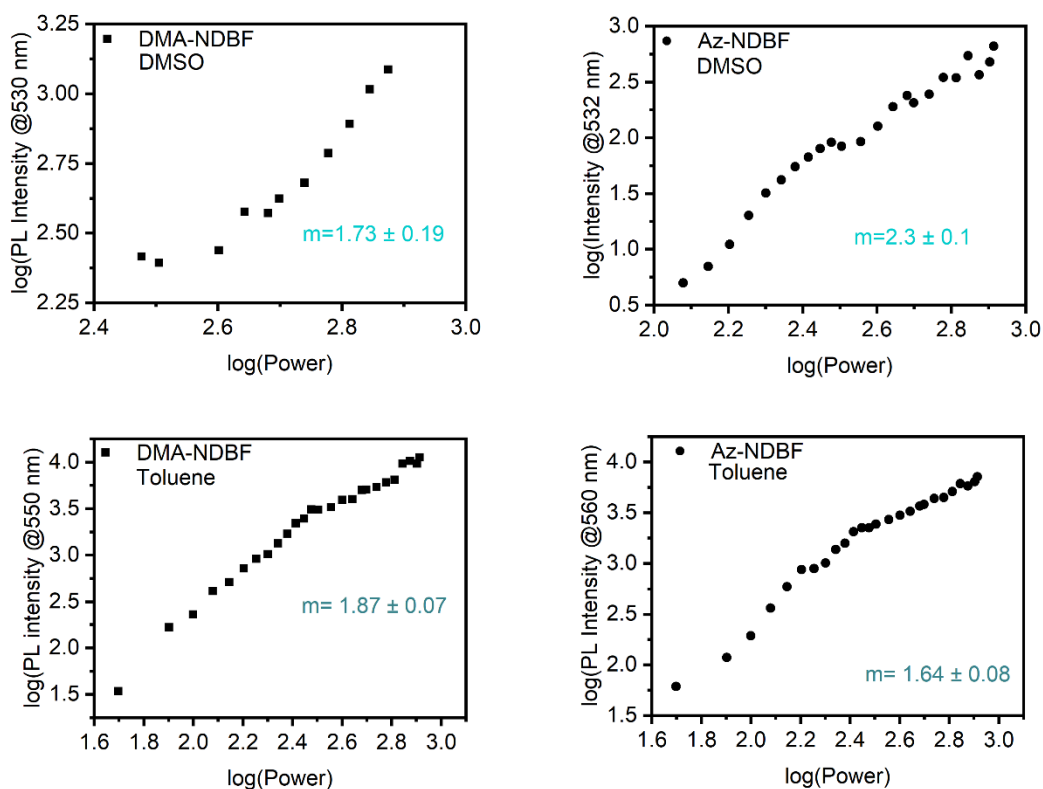 DMA-NDBF
DMSO
log(PL Intensity @530 nm)
3.25
3.00
2.75
2.50
2.25
m=1.73 ± 0.19
2.4 2.6 2.8 3.0
log(Power)
Az-NDBF
DMSO
log(Intensity @532 nm)
3.0
2.5
2.0
1.5
1.0
0.5
m=2.3 ± 0.1
2.0 2.2 2.4 2.6 2.8 3.0
log(Power)
DMA-NDBF
Toluene
log(PL intensity @550 nm)
4.0
3.5
3.0
2.5
2.0
1.5
m= 1.87 ± 0.07
1.6 1.8 2.0 2.2 2.4 2.6 2.8 3.0
log(Power)
Az-NDBF
Toluene
log(PL Intensity @560 nm)
4.0
3.5
3.0
2.5
2.0
1.5
m= 1.64 ± 0.08
1.6 1.8 2.0 2.2 2.4 2.6 2.8 3.0
log(Power)